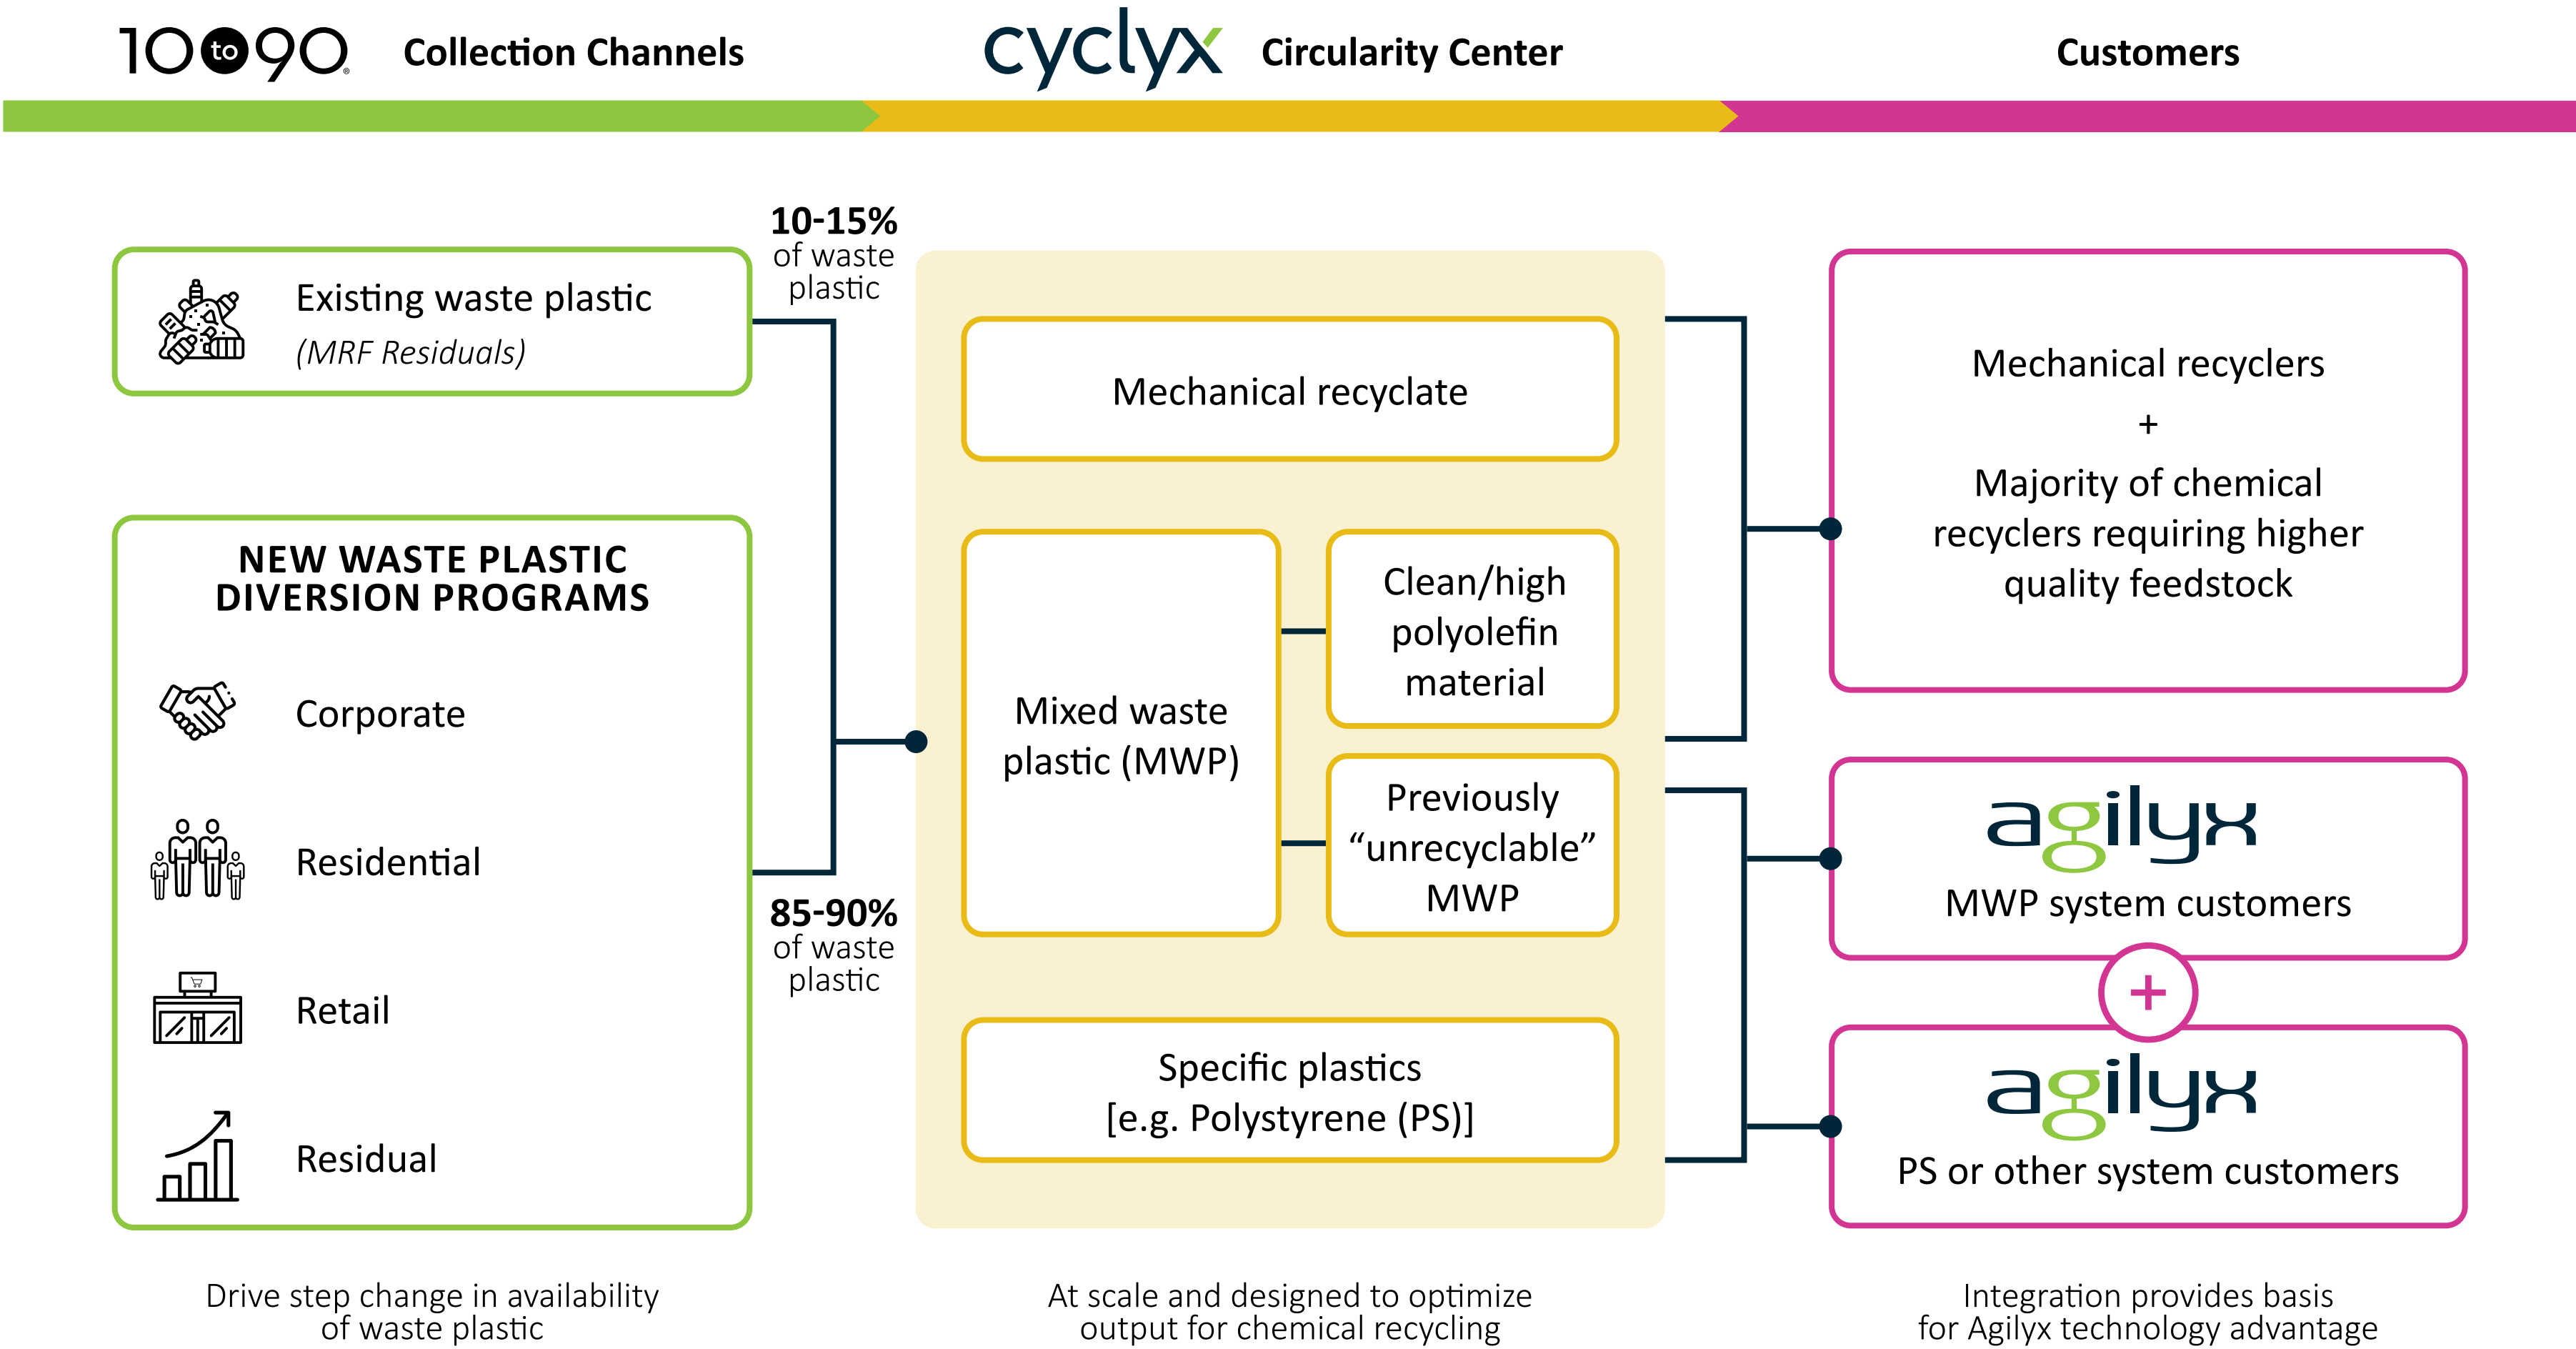 10 to 90®
Collection Channels
cyclyx
Circularity Center
Customers
Existing waste plastic
(MRF Residuals)
10-15%
of waste
plastic
NEW WASTE PLASTIC
DIVERSION PROGRAMS
Corporate
Residential
Retail
Residual
85-90%
of waste
plastic
Drive step change in availability
of waste plastic
Mechanical recyclate
Mixed waste
plastic (MWP)
Clean/high
polyolefin
material
Previously
“unrecyclable”
MWP
Specific plastics
[e.g. Polystyrene (PS)]
At scale and designed to optimize
output for chemical recycling
Mechanical recyclers
+
Majority of chemical
recyclers requiring higher
quality feedstock
agilyx
MWP system customers
+
agilyx
PS or other system customers
Integration provides basis
for Agilyx technology advantage